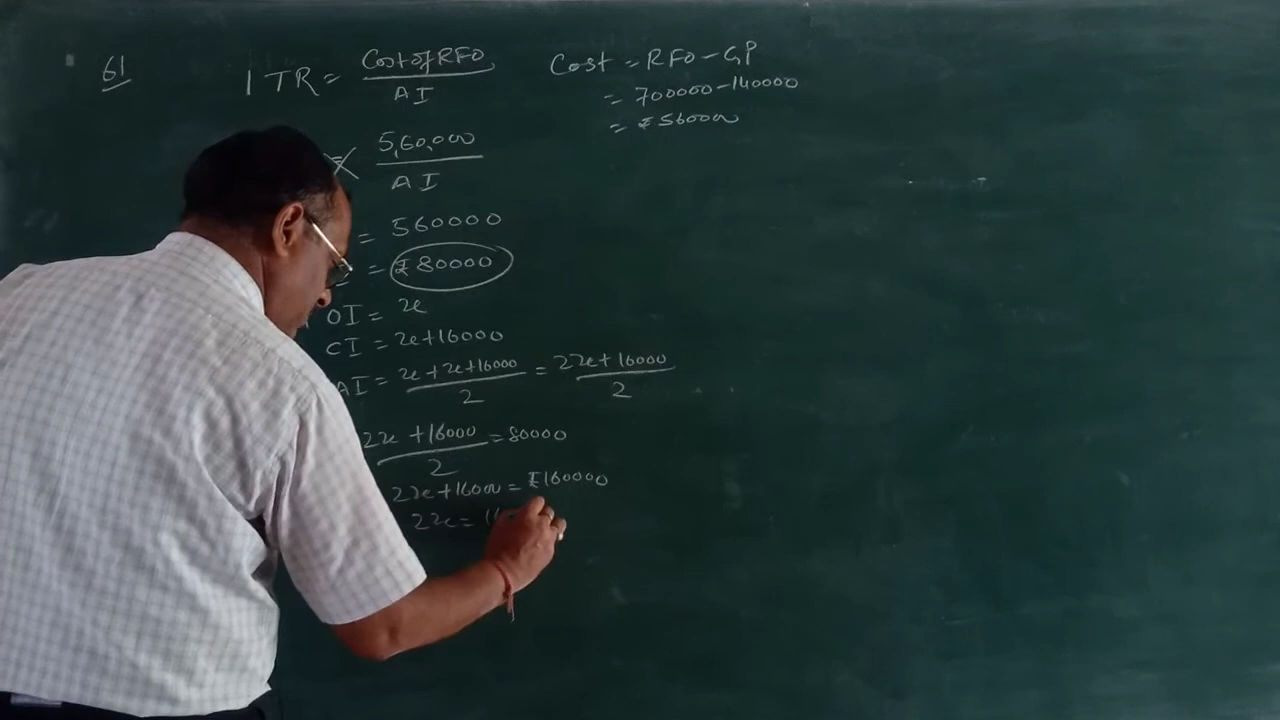 61
ITR = Cost of RFO / AI
Cost = RFO - GP
= 700000 - 140000
= ₹560000
= 5,60,000 / AI
= 560000
= ₹80000
OI = x
CI = x + 16000
AI = x + x + 16000 / 2 = 2x + 16000 / 2
2x + 16000 / 2 = 80000
2x + 16000 = ₹160000
2x =